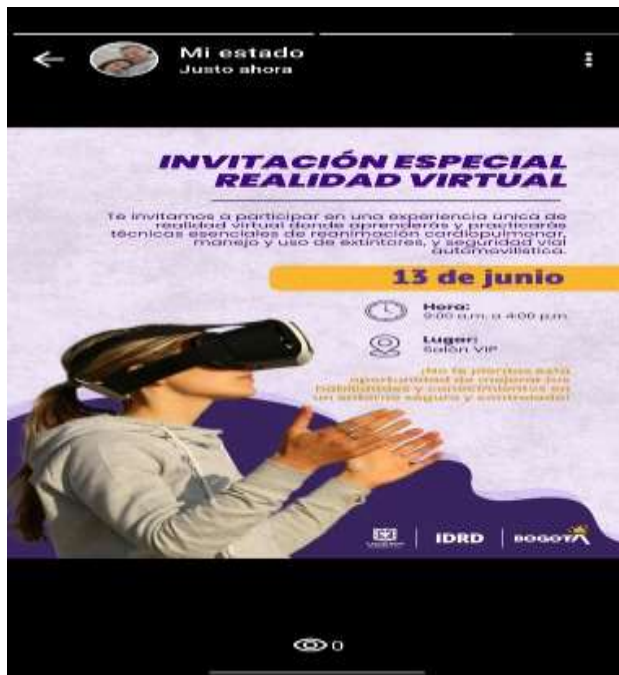 Mi estado
Justo ahora
INVITACIÓN ESPECIAL
REALIDAD VIRTUAL
Te invitamos a participar en una experiencia única de
realidad virtual donde aprenderás y practicarás
técnicas esenciales de reanimación cardiopulmonar,
manejo y uso de extintores, y seguridad vial
automovilística.
13 de junio
Hora:
9:00 a.m. a 4:00 p.m.
Lugar:
Salón VIP
¡No te pierdas esta
oportunidad de mejorar tus
habilidades y conocimientos en
un entorno seguro y controlado!
IDRD
BOGOTÁ
0